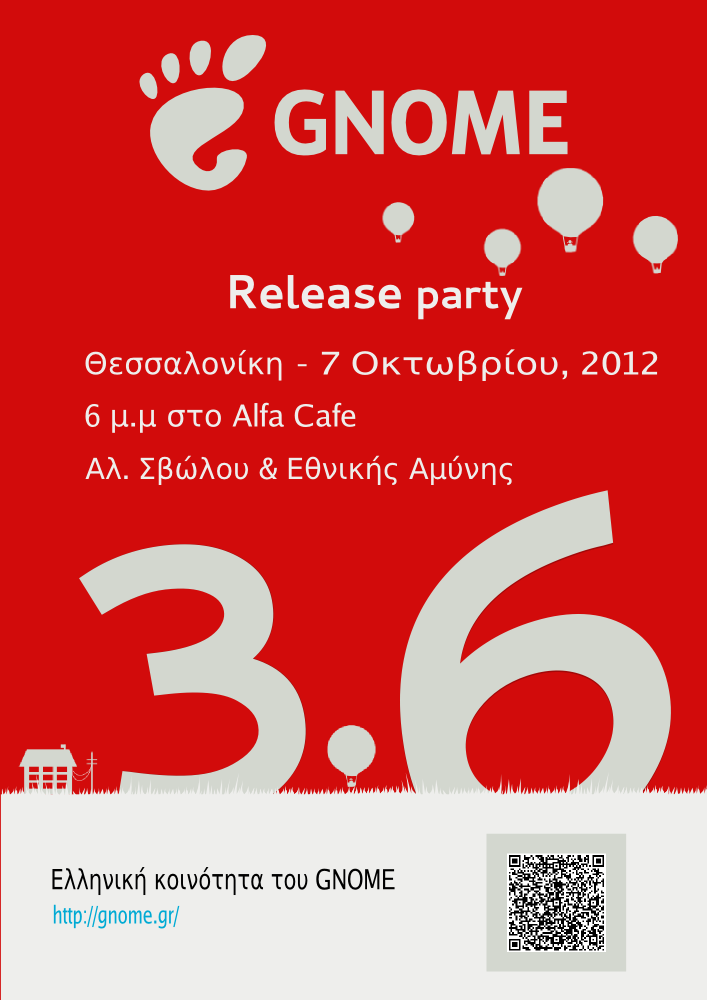 GNOME
Release party
Θεσσαλονίκη - 7 Οκτωβρίου, 2012
6 μ.μ στο Alfa Cafe
Αλ. Σβώλου & Εθνικής Αμύνης
3.6
Ελληνική κοινότητα του GNOME
http://gnome.gr/